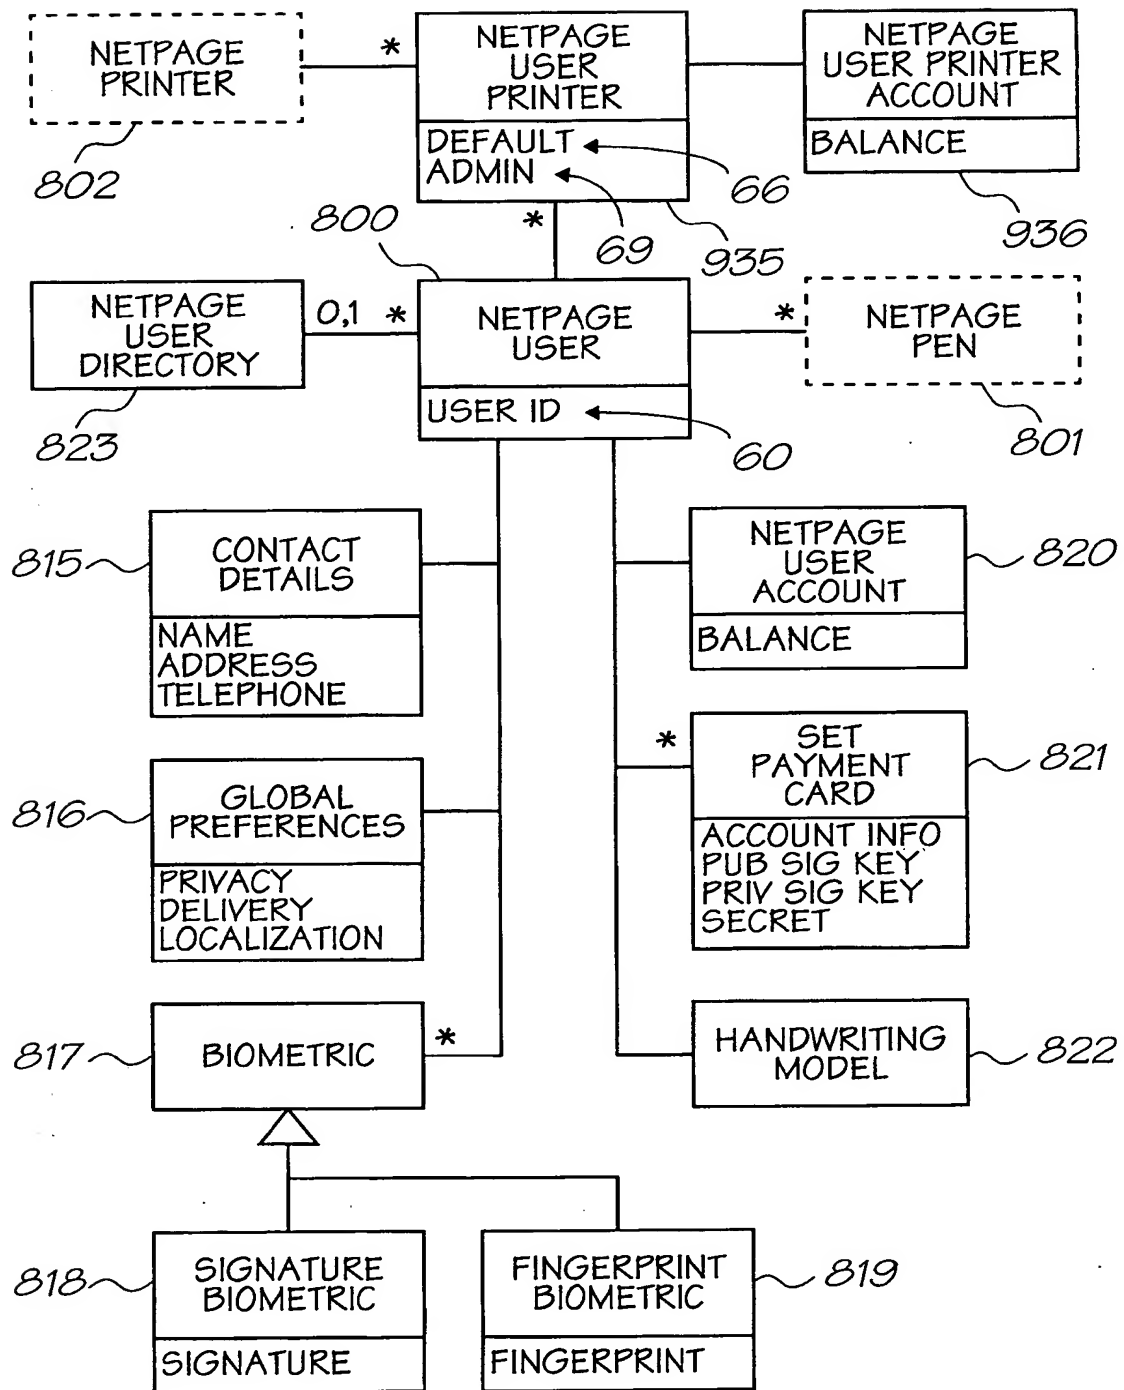 NETPAGE
PRINTER
802
*
NETPAGE
USER
PRINTER
DEFAULT
ADMIN
66
69
935
NETPAGE
USER PRINTER
ACCOUNT
BALANCE
936
*
800
NETPAGE
USER
DIRECTORY
823
0,1 *
NETPAGE
USER
USER ID
60
*
NETPAGE
PEN
801
815
CONTACT
DETAILS
NAME
ADDRESS
TELEPHONE
NETPAGE
USER
ACCOUNT
BALANCE
820
816
GLOBAL
PREFERENCES
PRIVACY
DELIVERY
LOCALIZATION
*
SET
PAYMENT
CARD
ACCOUNT INFO
PUB SIG KEY
PRIV SIG KEY
SECRET
821
817
BIOMETRIC
*
HANDWRITING
MODEL
822
818
SIGNATURE
BIOMETRIC
SIGNATURE
FINGERPRINT
BIOMETRIC
FINGERPRINT
819